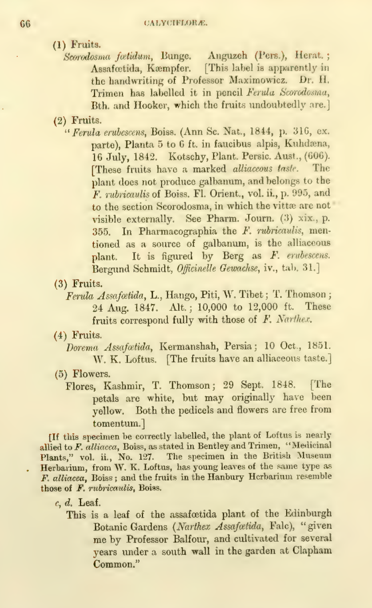 66
CALYCIFLORÆ.
(1) Fruits.
Scorodosma fœtidum, Bunge. Anguzeh (Pers.), Herat. ;
Assafœtida, Kæmpfer. [This label is apparently in
the handwriting of Professor Maximowicz. Dr. H.
Trimen has labelled it in pencil Ferula Scorodosma,
Bth. and Hooker, which the fruits undoubtedly are.]
(2) Fruits.
" Ferula erubescens, Boiss. (Ann Sc. Nat., 1844, p. 316, ex.
parte), Planta 5 to 6 ft. in faucibus alpis, Kuhdæna,
16 July, 1842. Kotschy, Plant. Persic. Aust., (606).
[These fruits have a marked alliaceous taste. The
plant does not produce galbanum, and belongs to the
F. rubricaulis of Boiss. Fl. Orient., vol. ii., p. 995, and
to the section Scorodosma, in which the vittæ are not
visible externally. See Pharm. Journ. (3) xix., p.
355. In Pharmacographia the F. rubricaulis, men-
tioned as a source of galbanum, is the alliaceous
plant. It is figured by Berg as F. erubescens.
Bergund Schmidt, Officinelle Gewachse, iv., tab. 31.]
(3) Fruits.
Ferula Assafœtida, L., Hango, Piti, W. Tibet ; T. Thomson ;
24 Aug. 1847. Alt. ; 10,000 to 12,000 ft. These
fruits correspond fully with those of F. Narthex.
(4) Fruits.
Dorema Assafœtida, Kermanshah, Persia ; 10 Oct., 1851.
W. K. Loftus. [The fruits have an alliaceous taste.]
(5) Flowers.
Flores, Kashmir, T. Thomson ; 29 Sept. 1848. [The
petals are white, but may originally have been
yellow. Both the pedicels and flowers are free from
tomentum.]
[If this specimen be correctly labelled, the plant of Loftus is nearly
allied to F. alliacea, Boiss, as stated in Bentley and Trimen, "Medicinal
Plants," vol. ii., No. 127. The specimen in the British Museum
Herbarium, from W. K. Loftus, has young leaves of the same type as
F. alliacea, Boiss ; and the fruits in the Hanbury Herbarium resemble
those of F. rubricaulis, Boiss.
c, d. Leaf.
This is a leaf of the assafœtida plant of the Edinburgh
Botanic Gardens (Narthex Assafœtida, Falc), "given
me by Professor Balfour, and cultivated for several
years under a south wall in the garden at Clapham
Common."